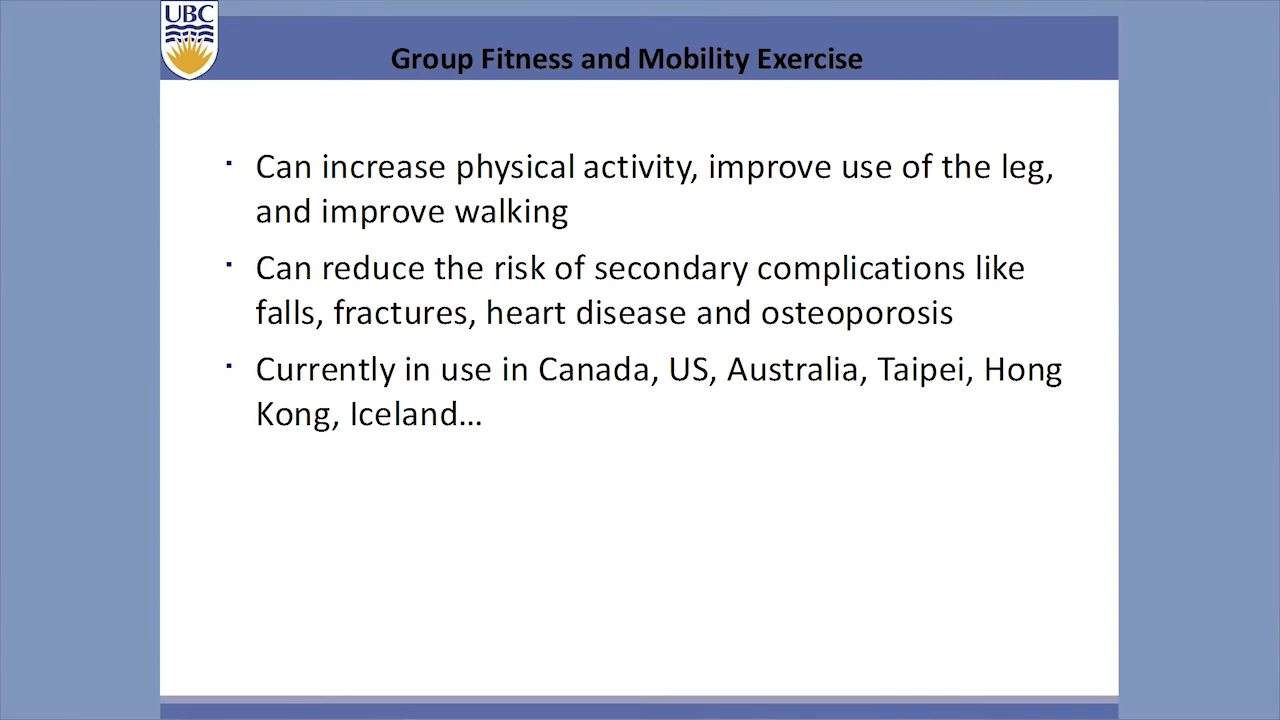 UBC
Group Fitness and Mobility Exercise
▪ Can increase physical activity, improve use of the leg,
and improve walking
▪ Can reduce the risk of secondary complications like
falls, fractures, heart disease and osteoporosis
▪ Currently in use in Canada, US, Australia, Taipei, Hong
Kong, Iceland…